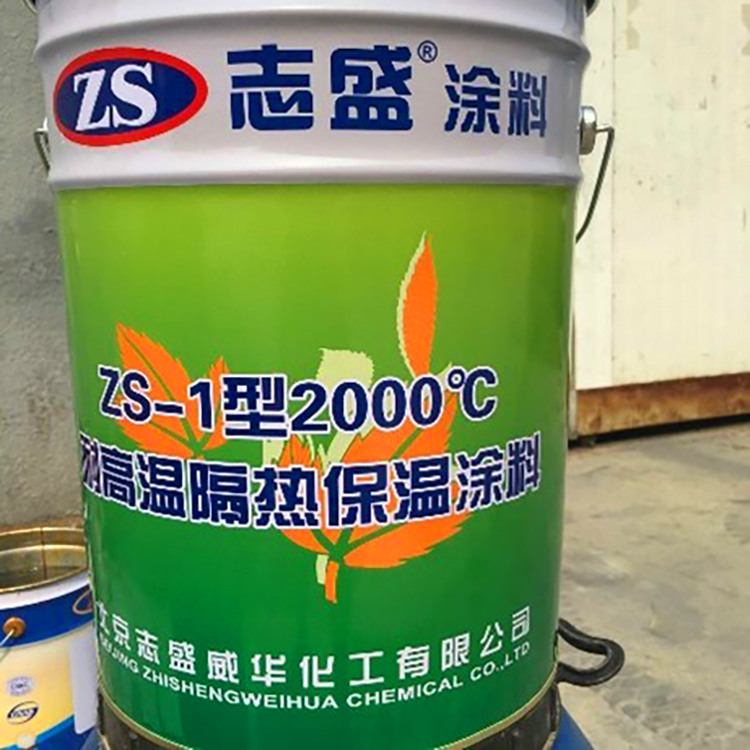 ZS 志盛® 涂料
ZS-1型2000℃
耐高温隔热保温涂料
北京志盛威华化工有限公司
BEIJING ZHISHENGWEIHUA CHEMICAL CO.,LTD